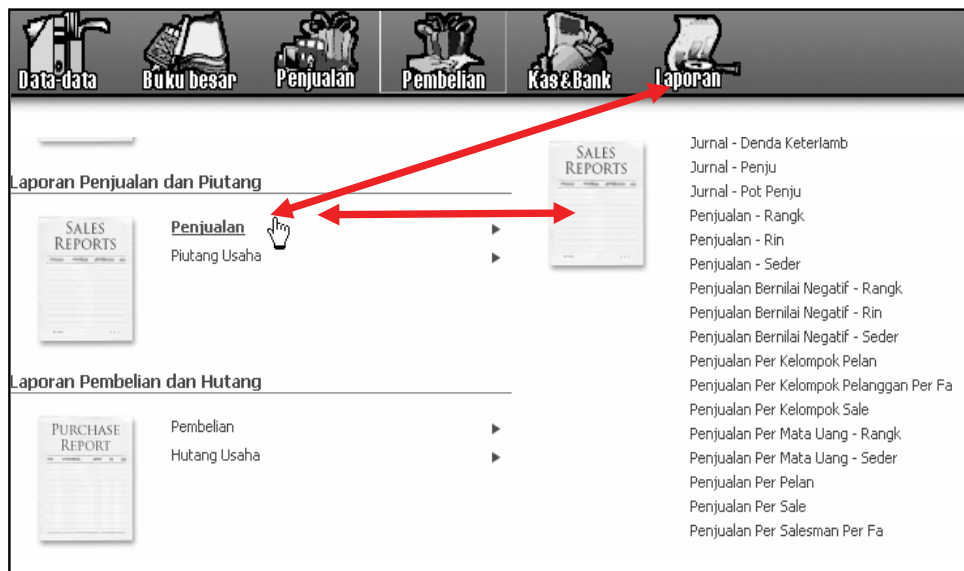 Data-data
Buku besar
Penjualan
Pembelian
Kas&Bank
Laporan
Laporan Penjualan dan Piutang
SALES
REPORTS
Penjualan
Piutang Usaha
Laporan Pembelian dan Hutang
PURCHASE
REPORT
Pembelian
Hutang Usaha
SALES
REPORTS
Jurnal - Denda Keterlamb
Jurnal - Penju
Jurnal - Pot Penju
Penjualan - Rangk
Penjualan - Rin
Penjualan - Seder
Penjualan Bernilai Negatif - Rangk
Penjualan Bernilai Negatif - Rin
Penjualan Bernilai Negatif - Seder
Penjualan Per Kelompok Pelan
Penjualan Per Kelompok Pelanggan Per Fa
Penjualan Per Kelompok Sale
Penjualan Per Mata Uang - Rangk
Penjualan Per Mata Uang - Seder
Penjualan Per Pelan
Penjualan Per Sale
Penjualan Per Salesman Per Fa